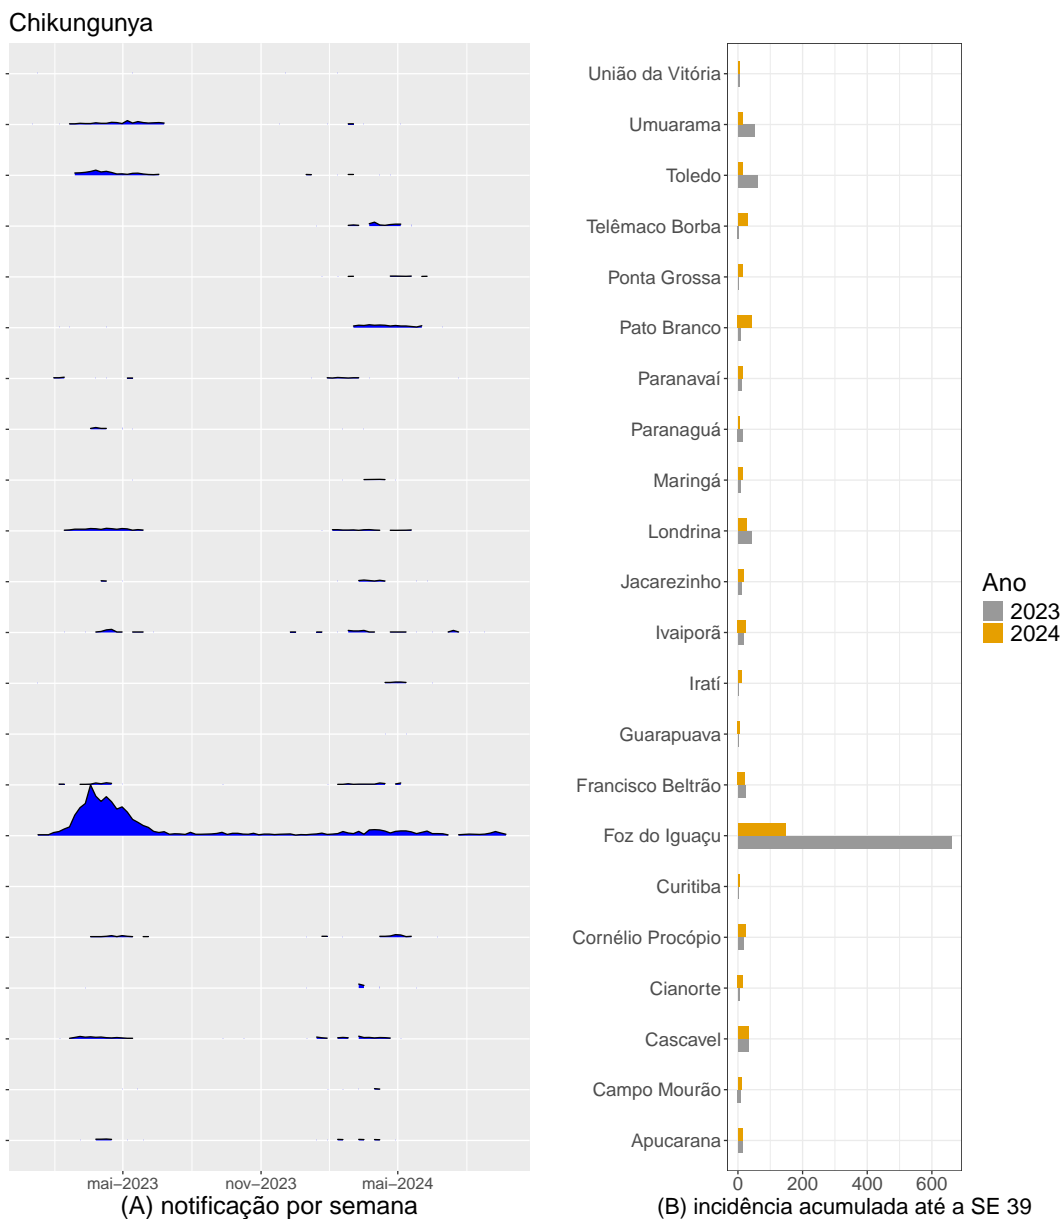 Chikungunya
União da Vitória
Umuarama
Toledo
Telêmaco Borba
Ponta Grossa
Pato Branco
Paranavaí
Paranaguá
Maringá
Londrina
Jacarezinho
Ivaiporã
Iratí
Guarapuava
Francisco Beltrão
Foz do Iguaçu
Curitiba
Cornélio Procópio
Cianorte
Cascavel
Campo Mourão
Apucarana
Ano
2023
2024
mai−2023 nov−2023 mai−2024
0 200 400 600
(A) notificação por semana
(B) incidência acumulada até a SE 39